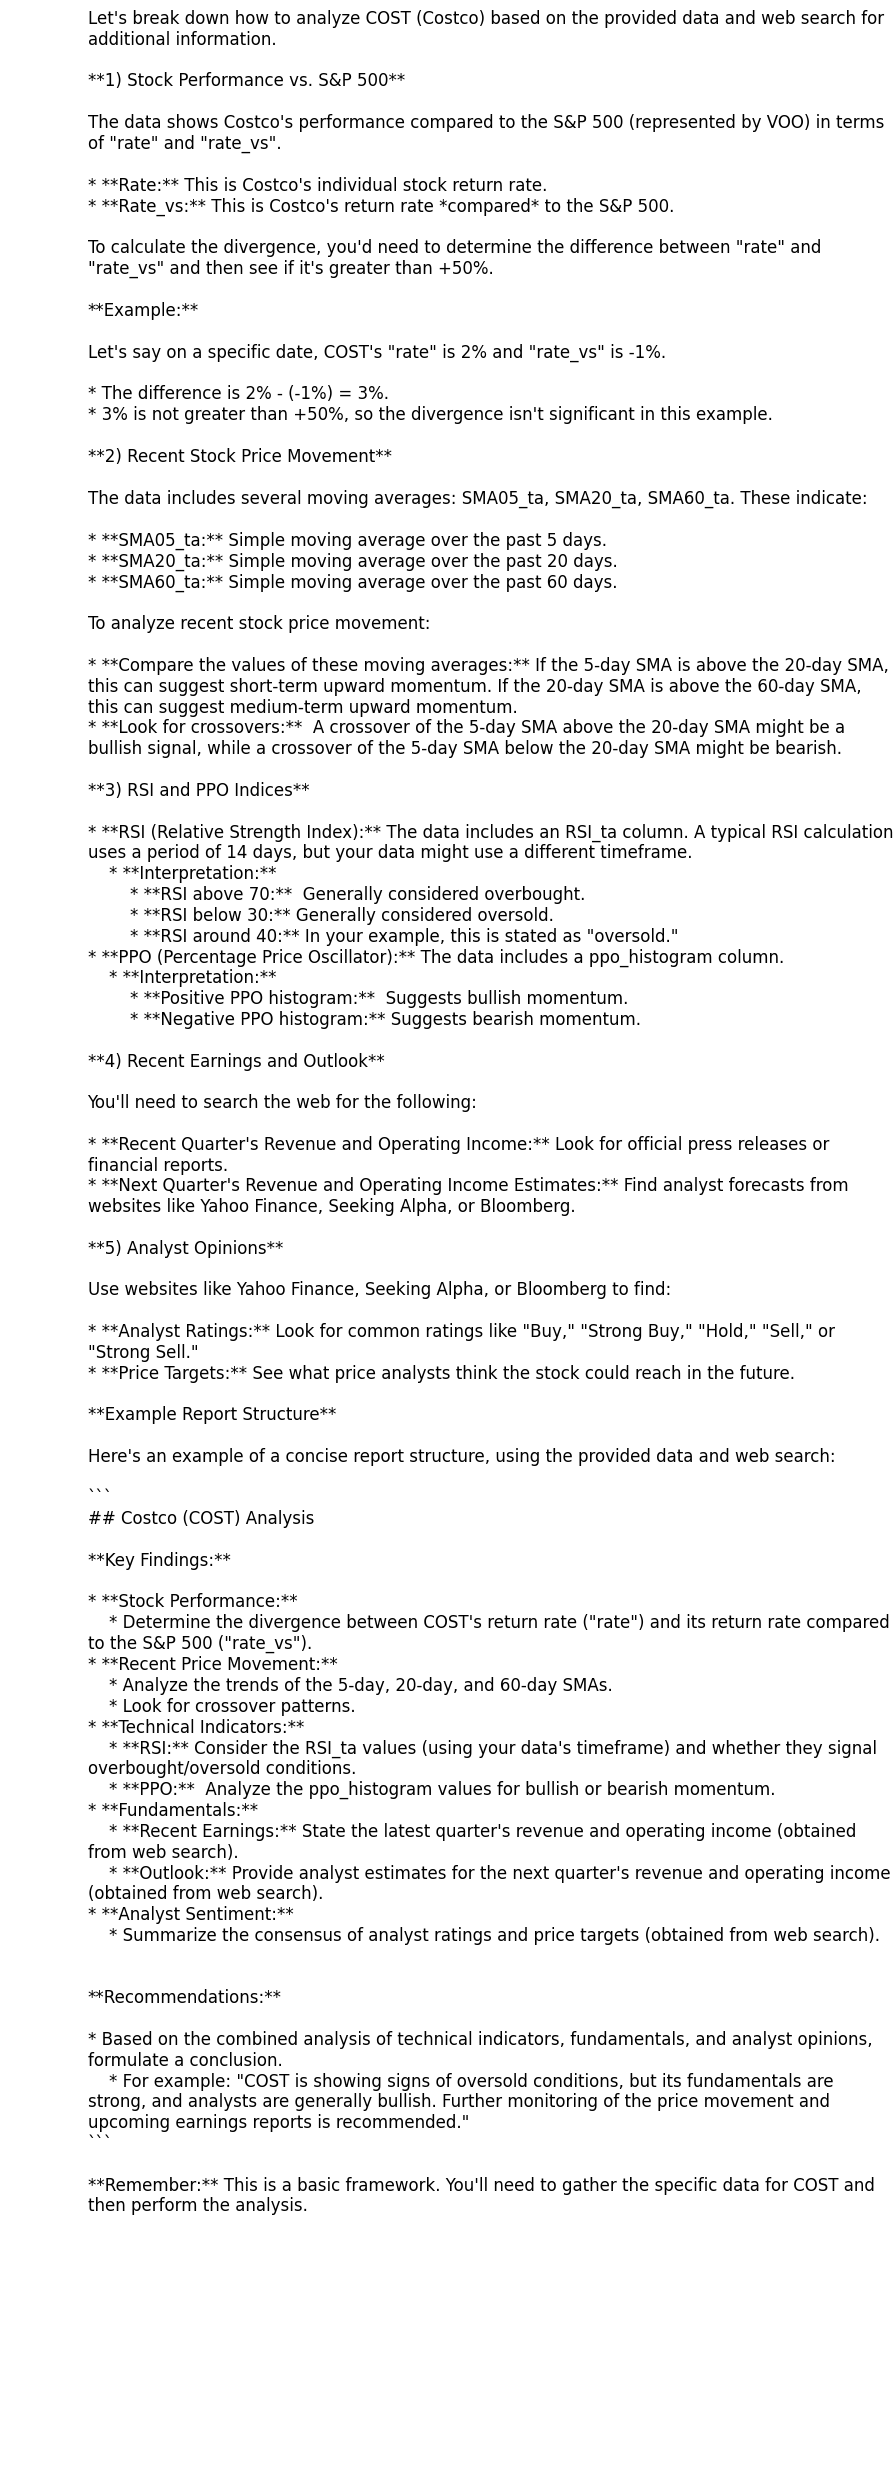 Let's break down how to analyze COST (Costco) based on the provided data and web search for
additional information.

**1) Stock Performance vs. S&P 500**

The data shows Costco's performance compared to the S&P 500 (represented by VOO) in terms
of "rate" and "rate_vs".

* **Rate:** This is Costco's individual stock return rate.
* **Rate_vs:** This is Costco's return rate *compared* to the S&P 500.

To calculate the divergence, you'd need to determine the difference between "rate" and
"rate_vs" and then see if it's greater than +50%.

**Example:**

Let's say on a specific date, COST's "rate" is 2% and "rate_vs" is -1%.

* The difference is 2% - (-1%) = 3%.
* 3% is not greater than +50%, so the divergence isn't significant in this example.

**2) Recent Stock Price Movement**

The data includes several moving averages: SMA05_ta, SMA20_ta, SMA60_ta. These indicate:

* **SMA05_ta:** Simple moving average over the past 5 days.
* **SMA20_ta:** Simple moving average over the past 20 days.
* **SMA60_ta:** Simple moving average over the past 60 days.

To analyze recent stock price movement:

* **Compare the values of these moving averages:** If the 5-day SMA is above the 20-day SMA,
this can suggest short-term upward momentum. If the 20-day SMA is above the 60-day SMA,
this can suggest medium-term upward momentum.
* **Look for crossovers:**  A crossover of the 5-day SMA above the 20-day SMA might be a
bullish signal, while a crossover of the 5-day SMA below the 20-day SMA might be bearish.

**3) RSI and PPO Indices**

* **RSI (Relative Strength Index):** The data includes an RSI_ta column. A typical RSI calculation
uses a period of 14 days, but your data might use a different timeframe.
    * **Interpretation:**
        * **RSI above 70:**  Generally considered overbought.
        * **RSI below 30:** Generally considered oversold.
        * **RSI around 40:** In your example, this is stated as "oversold."
* **PPO (Percentage Price Oscillator):** The data includes a ppo_histogram column.
    * **Interpretation:**
        * **Positive PPO histogram:**  Suggests bullish momentum.
        * **Negative PPO histogram:** Suggests bearish momentum.

**4) Recent Earnings and Outlook**

You'll need to search the web for the following:

* **Recent Quarter's Revenue and Operating Income:** Look for official press releases or
financial reports.
* **Next Quarter's Revenue and Operating Income Estimates:** Find analyst forecasts from
websites like Yahoo Finance, Seeking Alpha, or Bloomberg.

**5) Analyst Opinions**

Use websites like Yahoo Finance, Seeking Alpha, or Bloomberg to find:

* **Analyst Ratings:** Look for common ratings like "Buy," "Strong Buy," "Hold," "Sell," or
"Strong Sell."
* **Price Targets:** See what price analysts think the stock could reach in the future.

**Example Report Structure**

Here's an example of a concise report structure, using the provided data and web search:

```
## Costco (COST) Analysis

**Key Findings:**

* **Stock Performance:**
    * Determine the divergence between COST's return rate ("rate") and its return rate compared
to the S&P 500 ("rate_vs").
* **Recent Price Movement:**
    * Analyze the trends of the 5-day, 20-day, and 60-day SMAs.
    * Look for crossover patterns.
* **Technical Indicators:**
    * **RSI:** Consider the RSI_ta values (using your data's timeframe) and whether they signal
overbought/oversold conditions.
    * **PPO:**  Analyze the ppo_histogram values for bullish or bearish momentum.
* **Fundamentals:**
    * **Recent Earnings:** State the latest quarter's revenue and operating income (obtained
from web search).
    * **Outlook:** Provide analyst estimates for the next quarter's revenue and operating income
(obtained from web search).
* **Analyst Sentiment:**
    * Summarize the consensus of analyst ratings and price targets (obtained from web search).


**Recommendations:**

* Based on the combined analysis of technical indicators, fundamentals, and analyst opinions,
formulate a conclusion.
    * For example: "COST is showing signs of oversold conditions, but its fundamentals are
strong, and analysts are generally bullish. Further monitoring of the price movement and
upcoming earnings reports is recommended."
```

**Remember:** This is a basic framework. You'll need to gather the specific data for COST and
then perform the analysis.